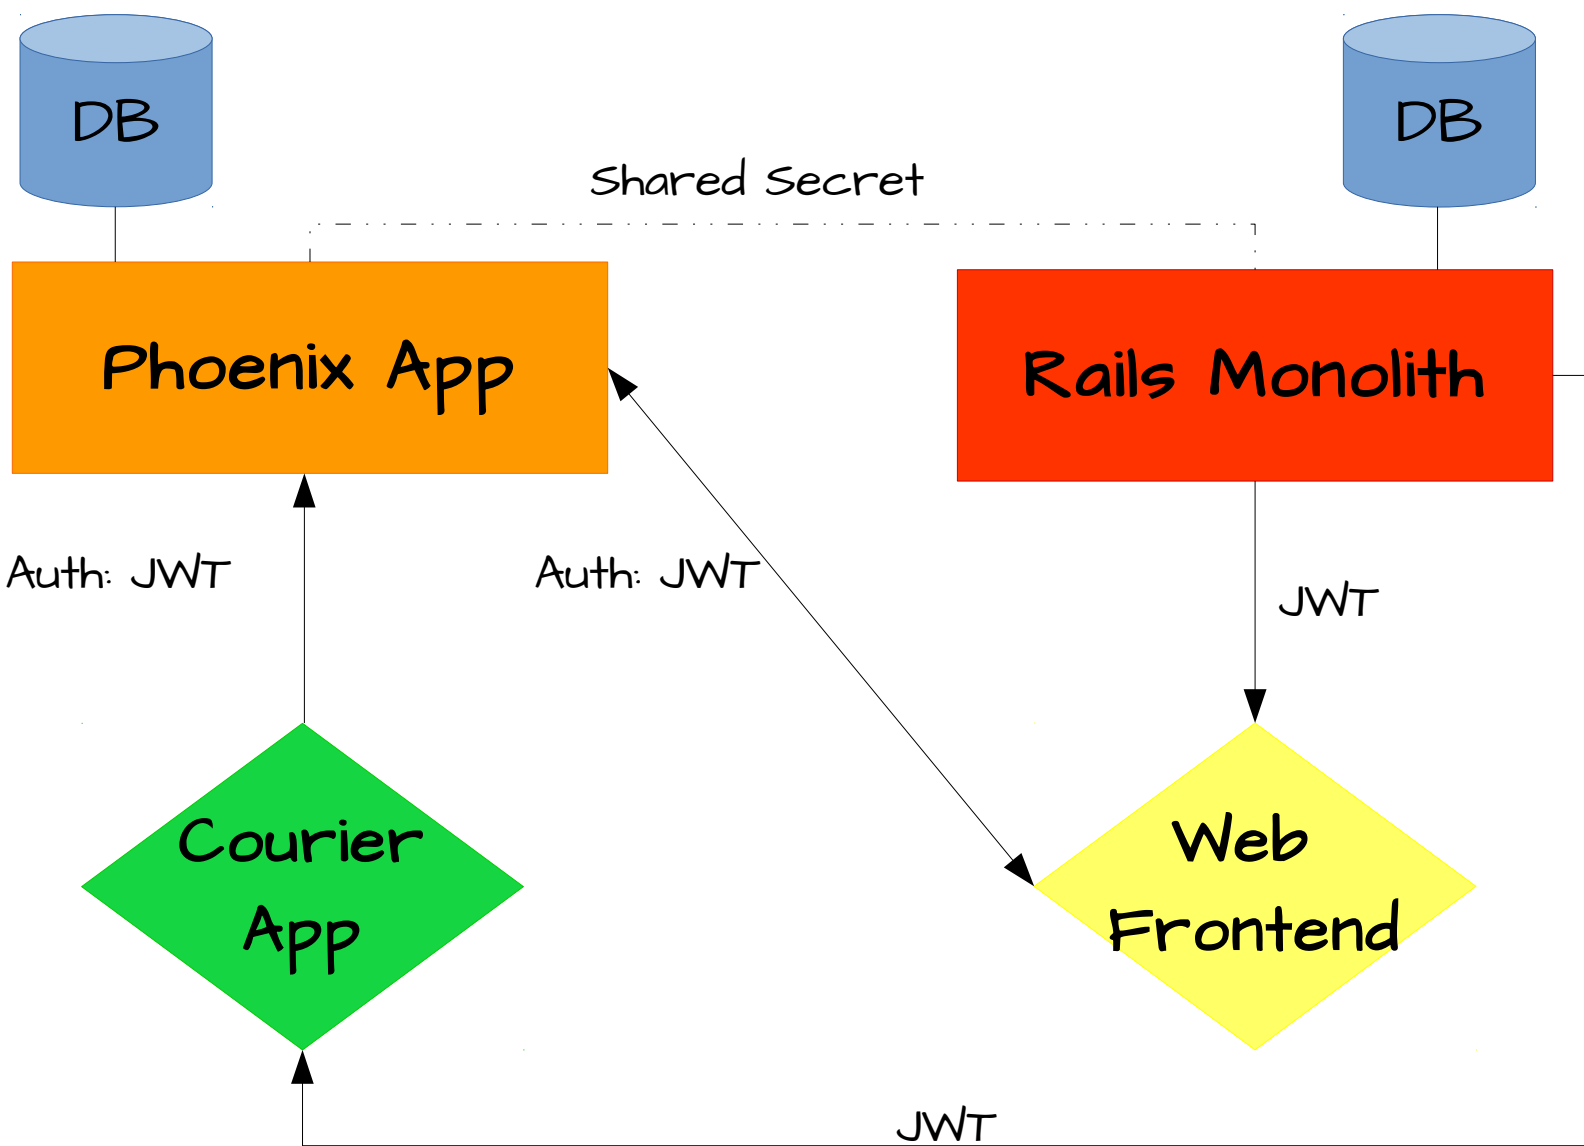 DB
DB
Shared Secret
Phoenix App
Rails Monolith
Auth: JWT
Auth: JWT
JWT
Courier
App
Web
Frontend
JWT